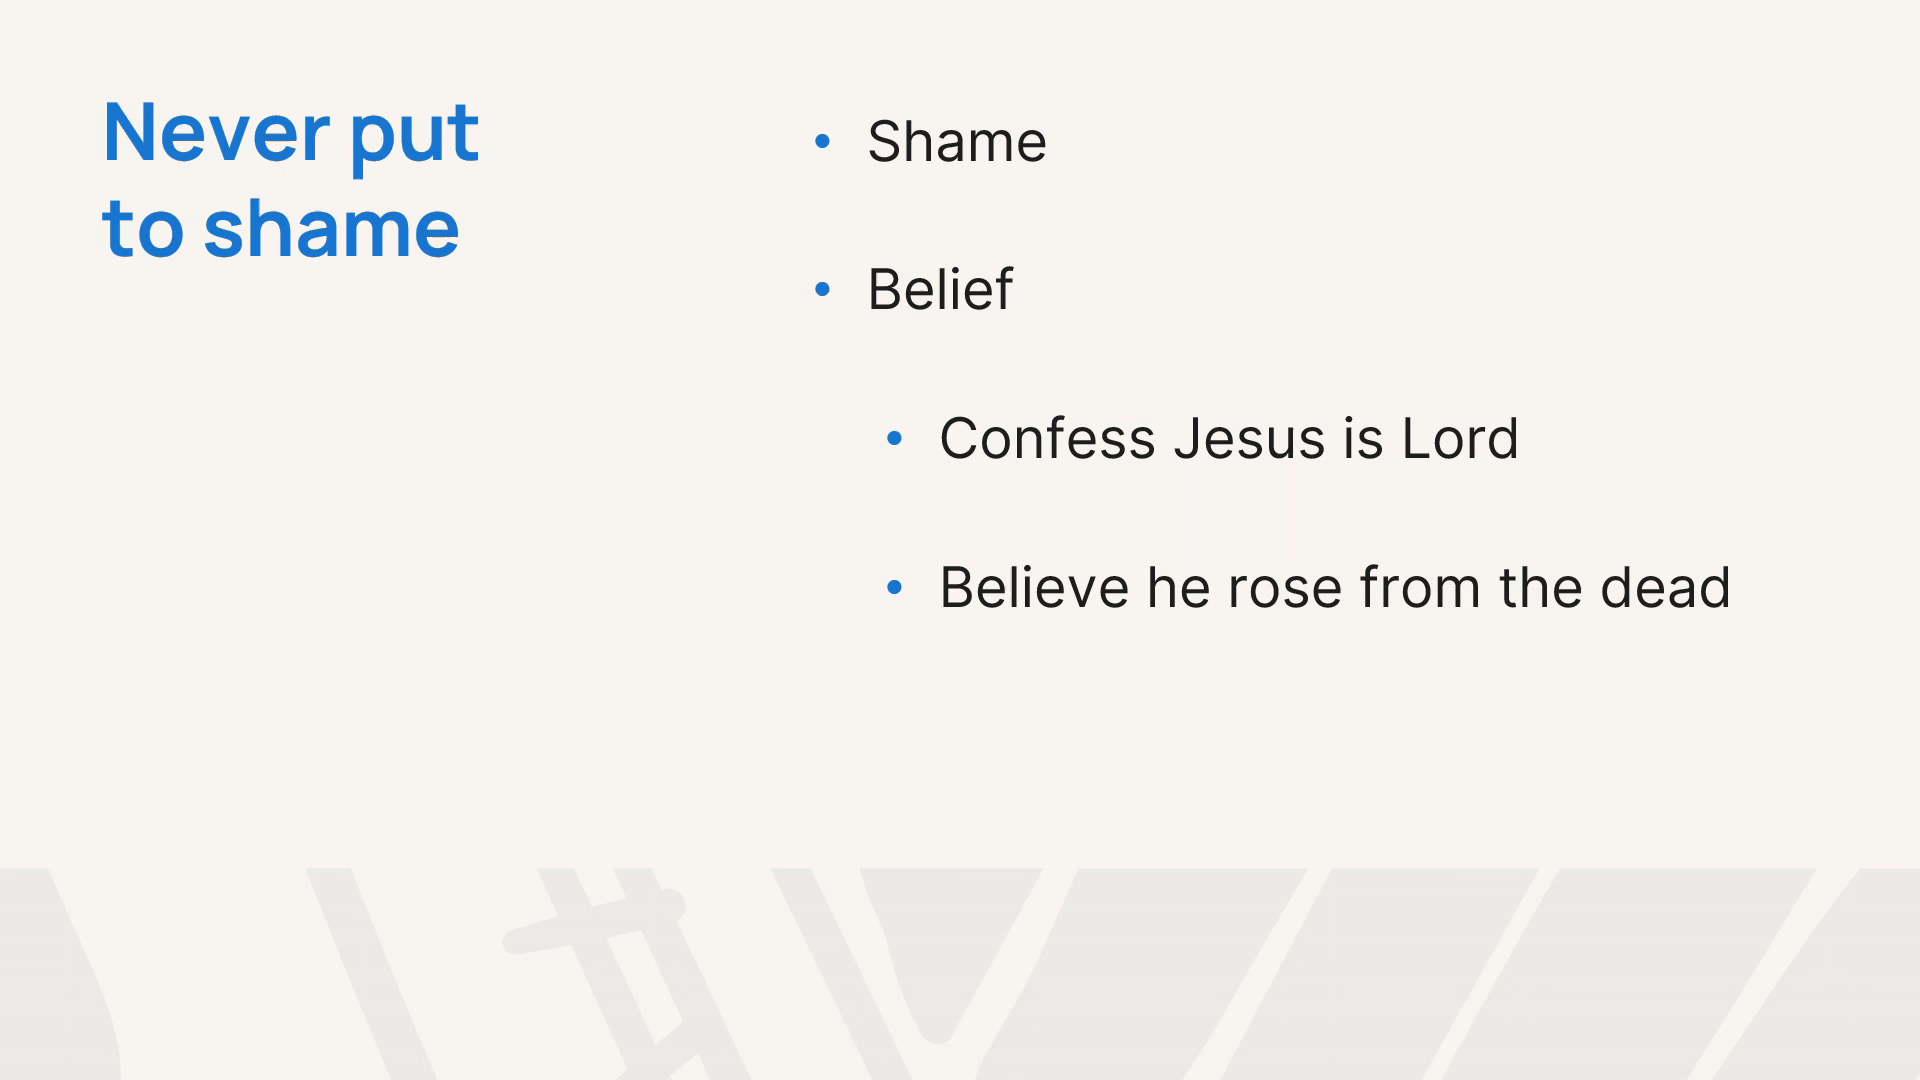 Never put
to shame
• Shame
• Belief
• Confess Jesus is Lord
• Believe he rose from the dead